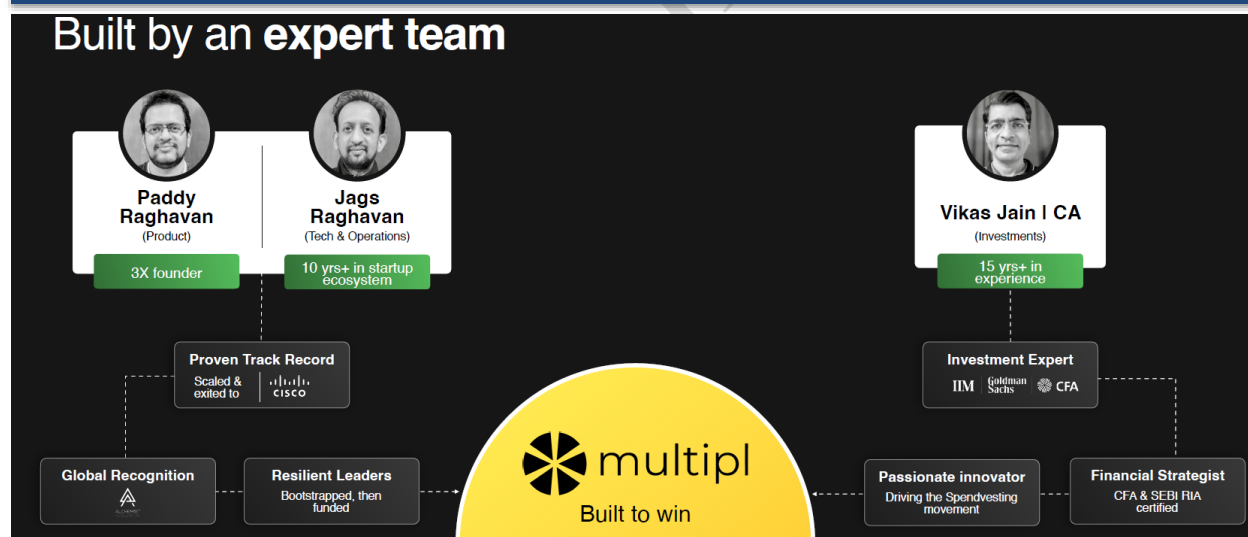 Built by an expert team
Paddy
Raghavan
(Product)
3X founder
Jags
Raghavan
(Tech & Operations)
10 yrs+ in startup
ecosystem
Vikas Jain I CA
(Investments)
15 yrs+ in
experience
Proven Track Record
Scaled &
exited to
CISCO
Investment Expert
IIM
Goldman
Sachs
CFA
Global Recognition
ALCHEMIST
Resilient Leaders
Bootstrapped, then
funded
multipl
Built to win
Passionate innovator
Driving the Spendvesting
movement
Financial Strategist
CFA & SEBI RIA
certified